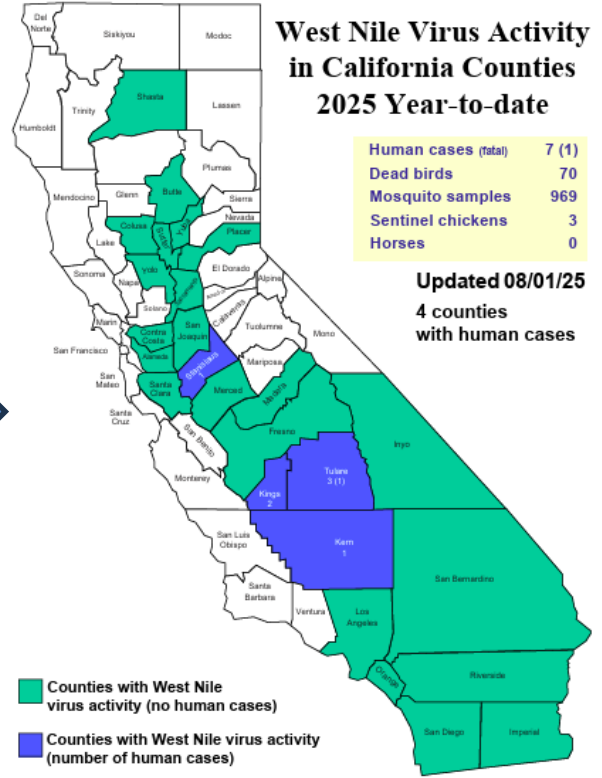 West Nile Virus Activity
in California Counties
2025 Year-to-date
Human cases (fatal) 7 (1)
Dead birds 70
Mosquito samples 969
Sentinel chickens 3
Horses 0
Updated 08/01/25
4 counties
with human cases
Del
Norte
Siskiyou
Modoc
Shasta
Lassen
Trinity
Humboldt
Plumas
Mendocino
Glenn
Butte
Sierra
Nevada
Colusa
Sutter
Yuba
Placer
Lake
Yolo
El Dorado
Sonoma
Napa
Alpine
Solano
Calaveras
Marin
Contra
Costa
San
Joaquin
Tuolumne
Mono
San Francisco
Alameda
Stanislaus
1
Mariposa
San
Mateo
Santa
Clara
Merced
Madera
Santa
Cruz
San Benito
Fresno
Inyo
Monterey
Tulare
3 (1)
Kings
2
San Luis
Obispo
Kern
1
San Bernardino
Santa
Barbara
Ventura
Los
Angeles
Orange
Riverside
San Diego
Imperial
Counties with West Nile
virus activity (no human cases)
Counties with West Nile virus activity
(number of human cases)